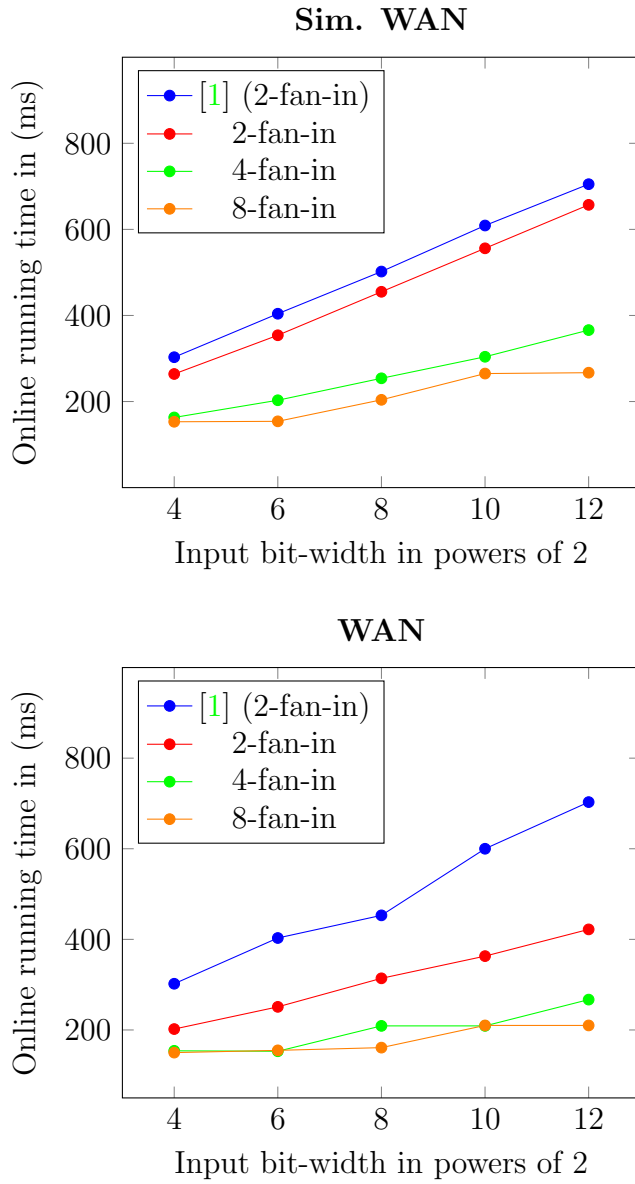 Sim. WAN
Online running time in (ms)
[1] (2-fan-in)
2-fan-in
4-fan-in
8-fan-in
800
600
400
200
4 6 8 10 12
Input bit-width in powers of 2
WAN
Online running time in (ms)
[1] (2-fan-in)
2-fan-in
4-fan-in
8-fan-in
800
600
400
200
4 6 8 10 12
Input bit-width in powers of 2